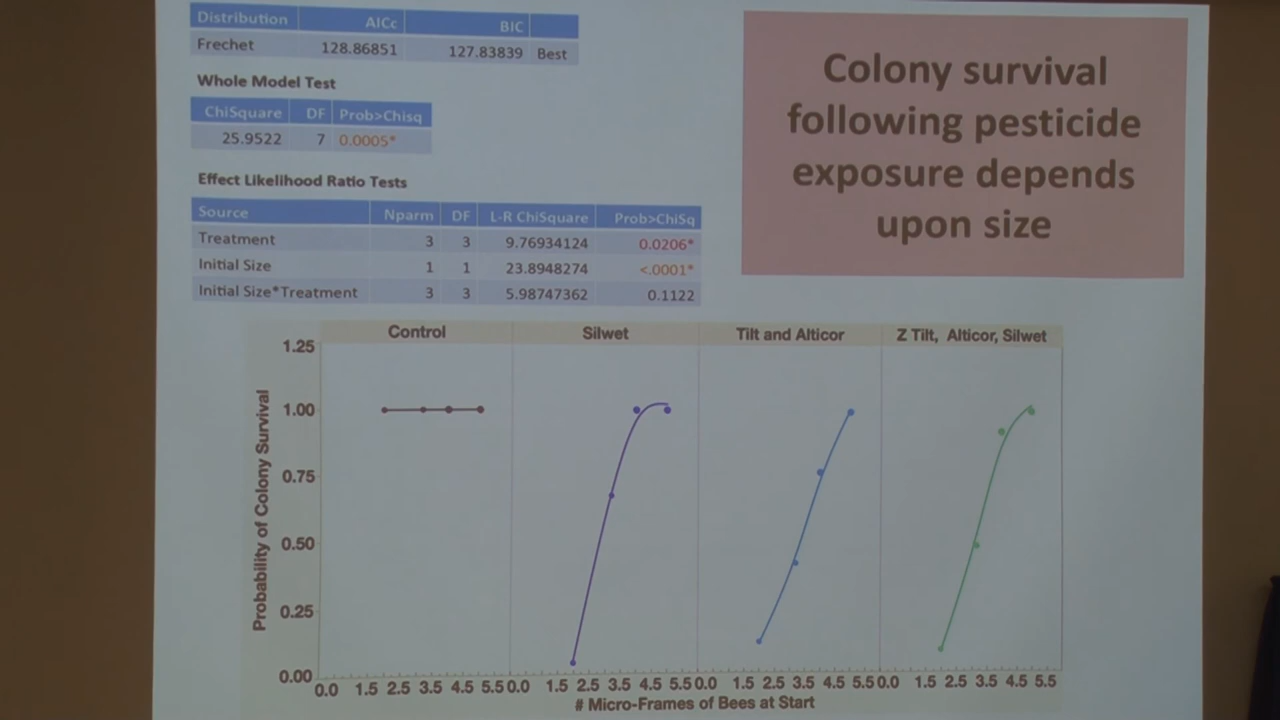 Distribution AICc BIC
Frechet 128.86851 127.83839 Best
Whole Model Test
ChiSquare DF Prob>Chisq
25.9522 7 0.0005*
Effect Likelihood Ratio Tests
Source Nparm DF L-R ChiSquare Prob>ChiSq
Treatment 3 3 9.76934124 0.0206*
Initial Size 1 1 23.8948274 <.0001*
Initial Size*Treatment 3 3 5.98747362 0.1122
Colony survival
following pesticide
exposure depends
upon size
Control Silwet Tilt and Alticor Z Tilt, Alticor, Silwet
Probability of Colony Survival
1.25
1.00
0.75
0.50
0.25
0.00
0.0 1.5 2.5 3.5 4.5 5.5 0.0 1.5 2.5 3.5 4.5 5.5 0.0 1.5 2.5 3.5 4.5 5.5 0.0 1.5 2.5 3.5 4.5 5.5
# Micro-Frames of Bees at Start